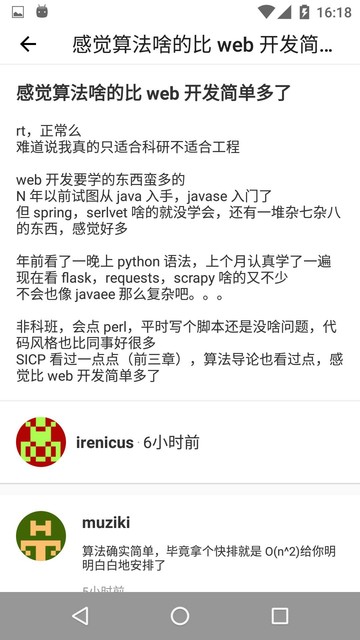 16:18
感觉算法啥的比 web 开发简...
感觉算法啥的比 web 开发简单多了
rt，正常么
难道说我真的只适合科研不适合工程
web 开发要学的东西蛮多的
N 年以前试图从 java 入手，javase 入门了
但 spring，serlvet 啥的就没学会，还有一堆杂七杂八
的东西，感觉好多
年前看了一晚上 python 语法，上个月认真学了一遍
现在看 flask，requests，scrapy 啥的又不少
不会也像 javaee 那么复杂吧。。。
非科班，会点 perl，平时写个脚本还是没啥问题，代
码风格也比同事好很多
SICP 看过一点点（前三章），算法导论也看过点，感
觉比 web 开发简单多了
irenicus · 6小时前
muziki
算法确实简单，毕竟拿个快排就是 O(n^2)给你明
明白白地安排了
5小时前